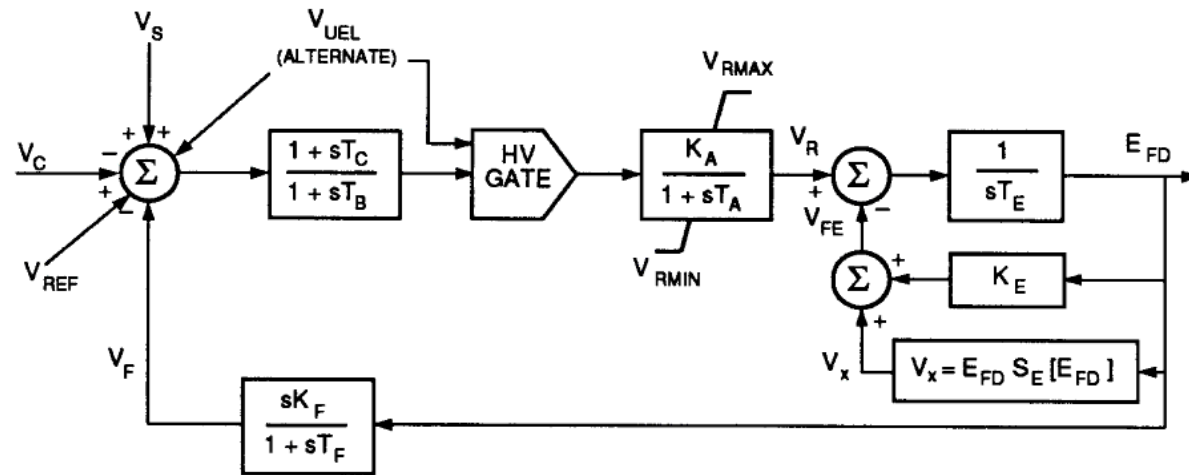 V_S
V_UEL
(ALTERNATE)
V_RMAX
V_C
+ +
−
+
−
Σ
+
1 + sT_C
1 + sT_B
HV
GATE
K_A
1 + sT_A
V_R
+
Σ
−
1
sT_E
E_FD
V_REF
V_RMIN
V_FE
Σ
+
+
K_E
V_F
V_x
V_x = E_FD S_E [E_FD]
sK_F
1 + sT_F